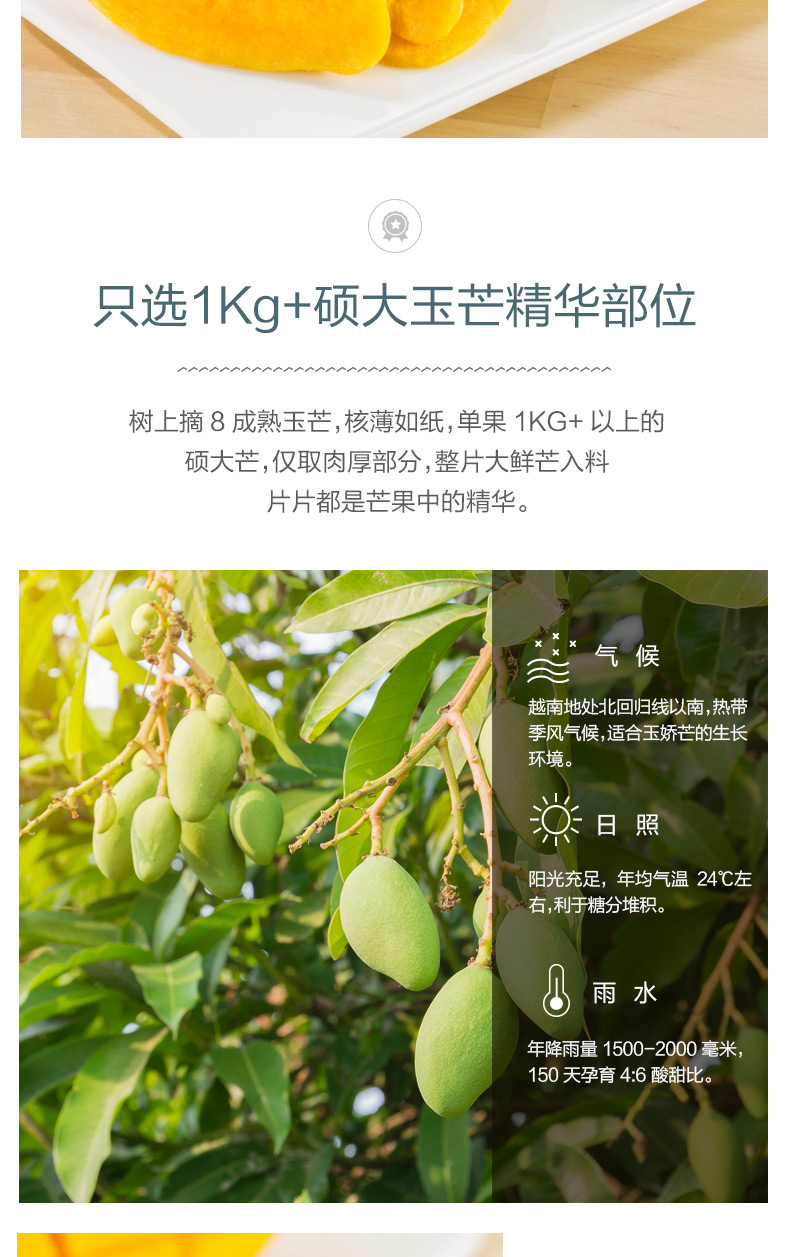 只选1Kg+硕大玉芒精华部位
树上摘 8 成熟玉芒,核薄如纸,单果 1KG+ 以上的
硕大芒,仅取肉厚部分,整片大鲜芒入料
片片都是芒果中的精华。
气 候
越南地处北回归线以南,热带
季风气候,适合玉娇芒的生长
环境。
日 照
阳光充足，年均气温 24℃左
右,利于糖分堆积。
雨 水
年降雨量 1500-2000 毫米,
150 天孕育 4:6 酸甜比。